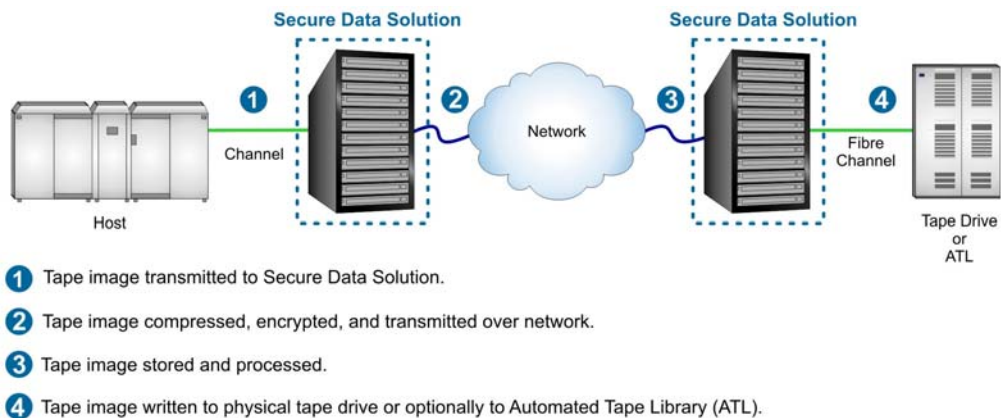 Secure Data Solution
Secure Data Solution
1
2
3
4
Channel
Network
Fibre
Channel
Host
Tape Drive
or
ATL
1 Tape image transmitted to Secure Data Solution.
2 Tape image compressed, encrypted, and transmitted over network.
3 Tape image stored and processed.
4 Tape image written to physical tape drive or optionally to Automated Tape Library (ATL).